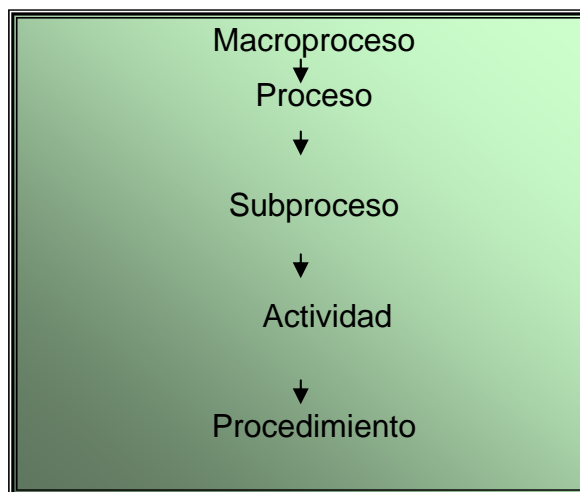 Macroproceso
Proceso
Subproceso
Actividad
Procedimiento